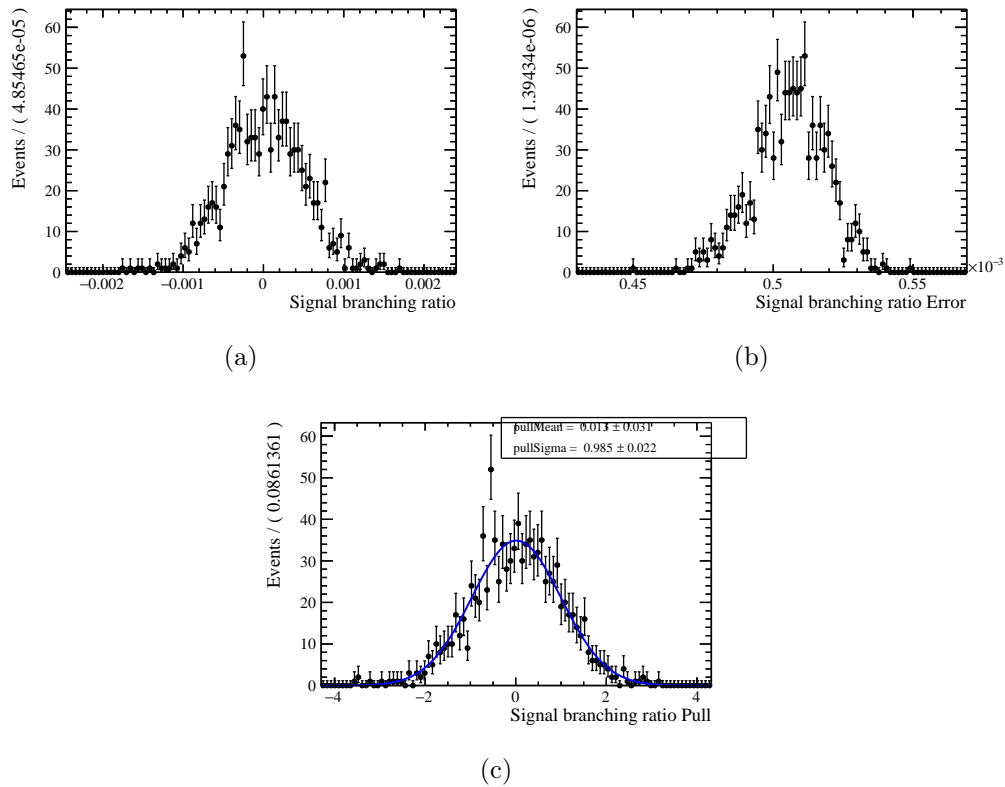 Events / ( 4.85465e-05 )
60
50
40
30
20
10
0
−0.002 −0.001 0 0.001 0.002
Signal branching ratio
(a)
Events / ( 1.39434e-06 )
60
50
40
30
20
10
0
0.45 0.5 0.55
×10⁻³
Signal branching ratio Error
(b)
Events / ( 0.0861361 )
60
50
40
30
20
10
0
pullMean = 0.013 ± 0.031
pullSigma = 0.985 ± 0.022
−4 −2 0 2 4
Signal branching ratio Pull
(c)